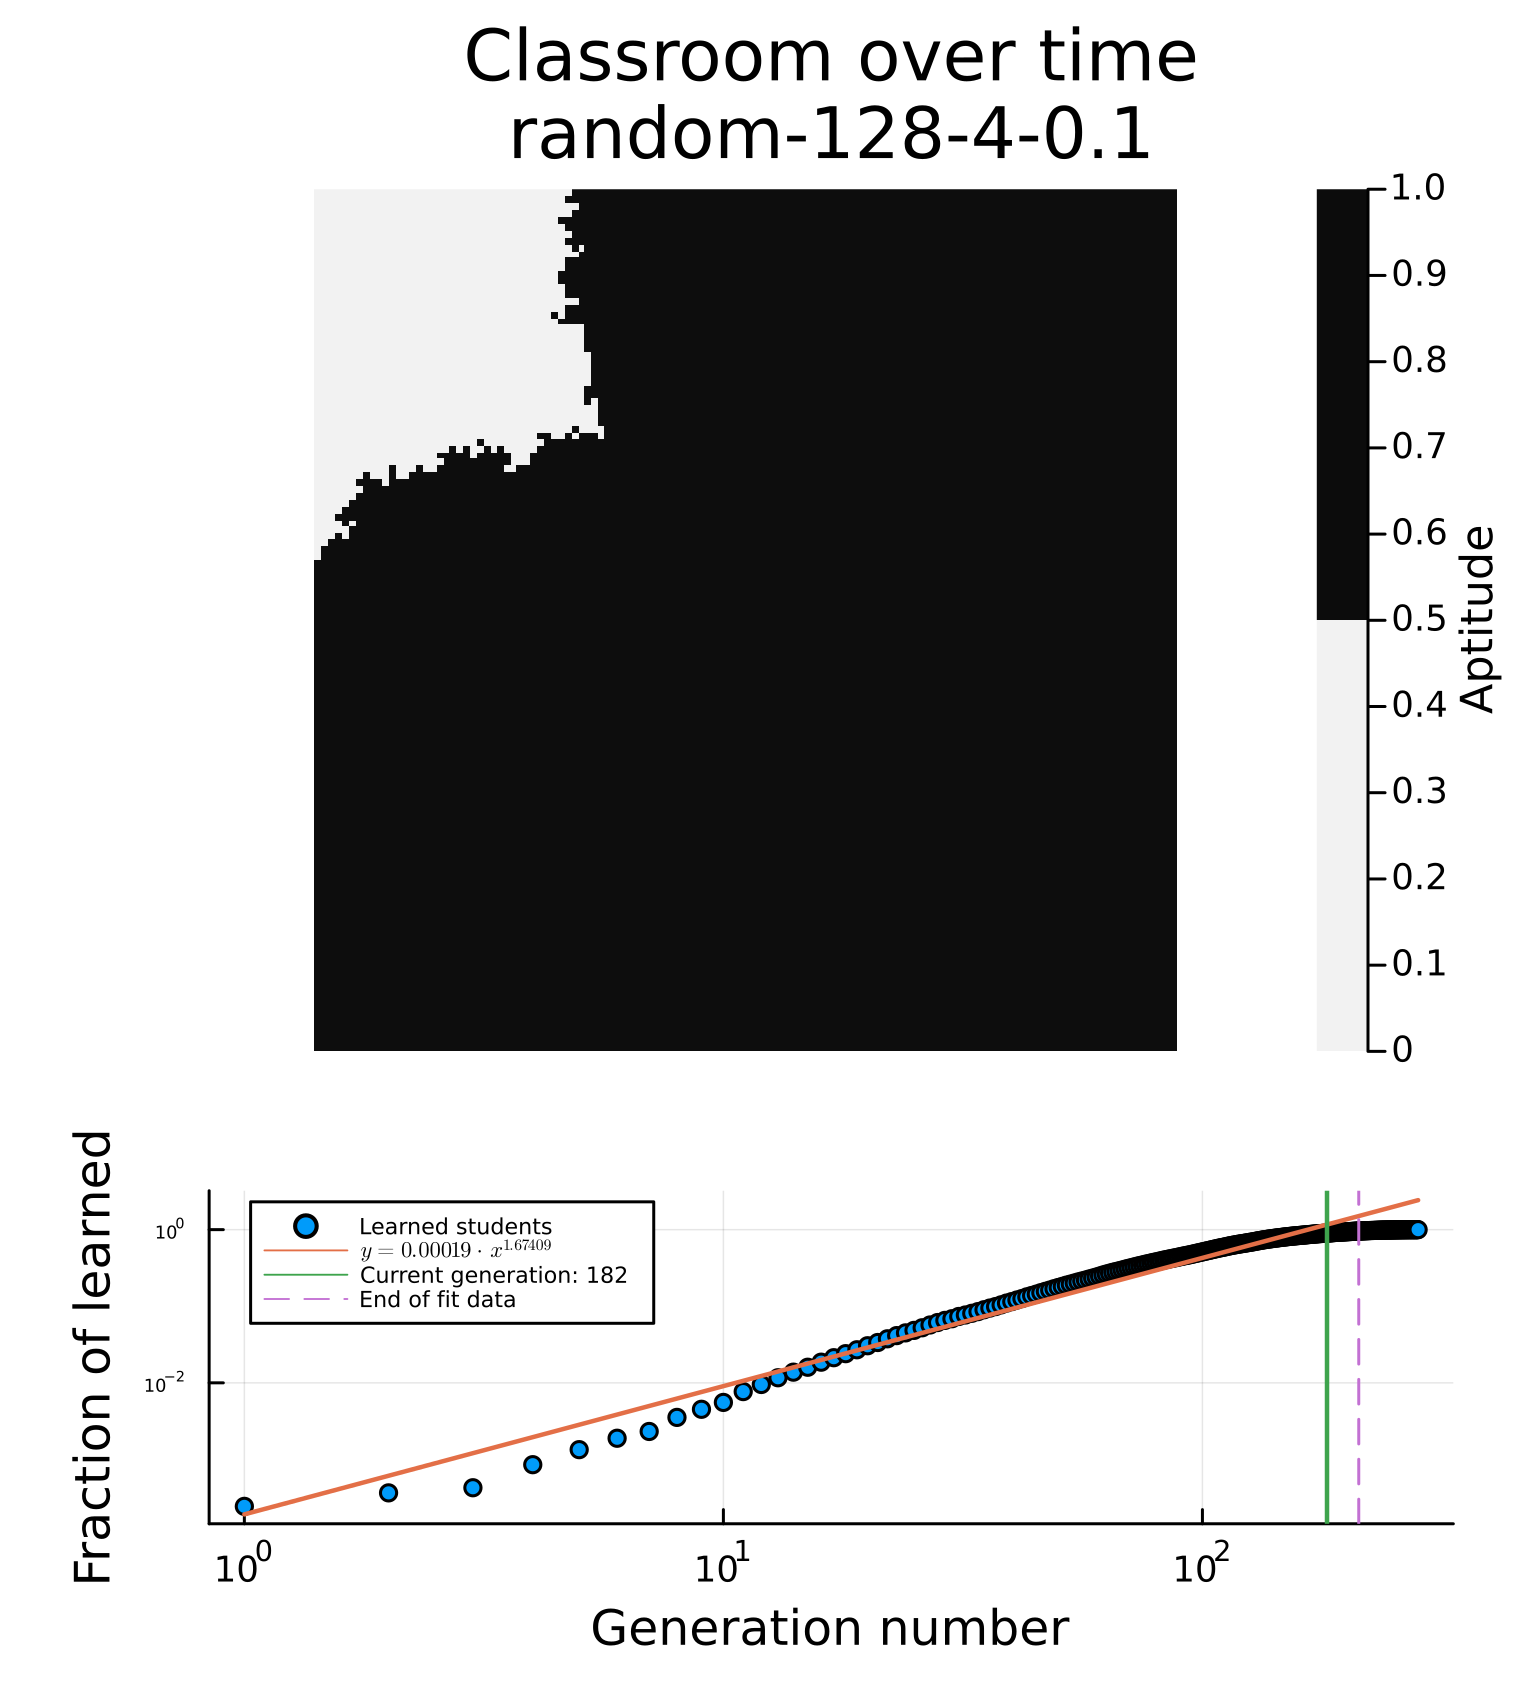 Classroom over time
random-128-4-0.1
1.0
0.9
0.8
0.7
0.6
0.5
0.4
0.3
0.2
0.1
0
Aptitude
Fraction of learned
10⁰
10⁻²
Learned students
y = 0.00019 · x^1.67409
Current generation: 182
End of fit data
10⁰
10¹
10²
Generation number